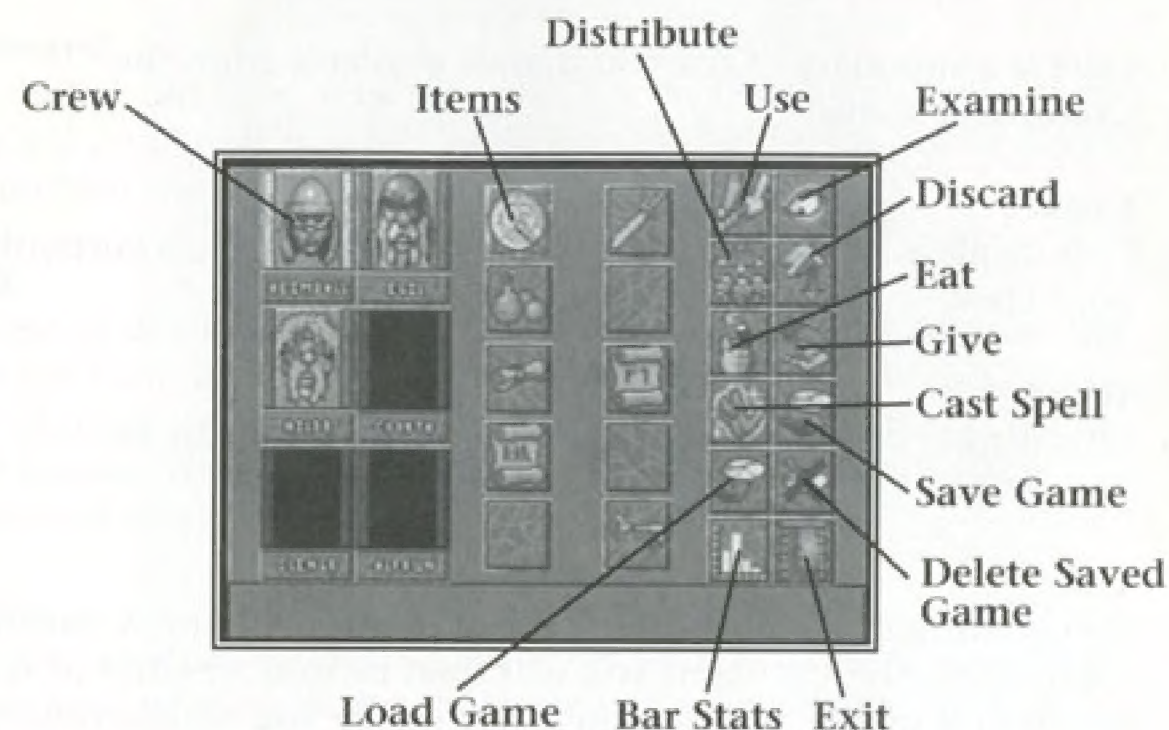 Distribute
Crew
Items
Use
Examine
Discard
Eat
Give
Cast Spell
Save Game
Delete Saved
Game
Load Game
Bar Stats
Exit